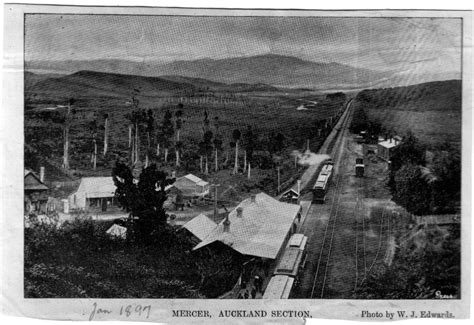 Jan 1897
MERCER, AUCKLAND SECTION.
Photo by W. J. Edwards.